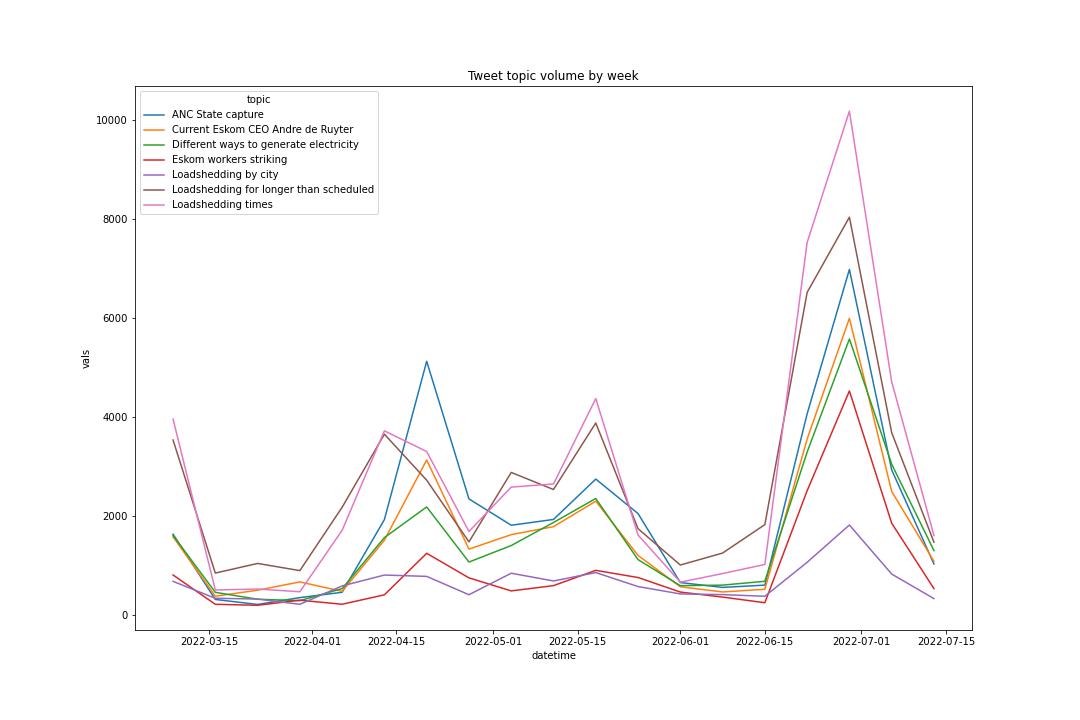 Tweet topic volume by week
topic
ANC State capture
Current Eskom CEO Andre de Ruyter
Different ways to generate electricity
Eskom workers striking
Loadshedding by city
Loadshedding for longer than scheduled
Loadshedding times
10000
8000
6000
4000
2000
0
vals
2022-03-15 2022-04-01 2022-04-15 2022-05-01 2022-05-15 2022-06-01 2022-06-15 2022-07-01 2022-07-15
datetime